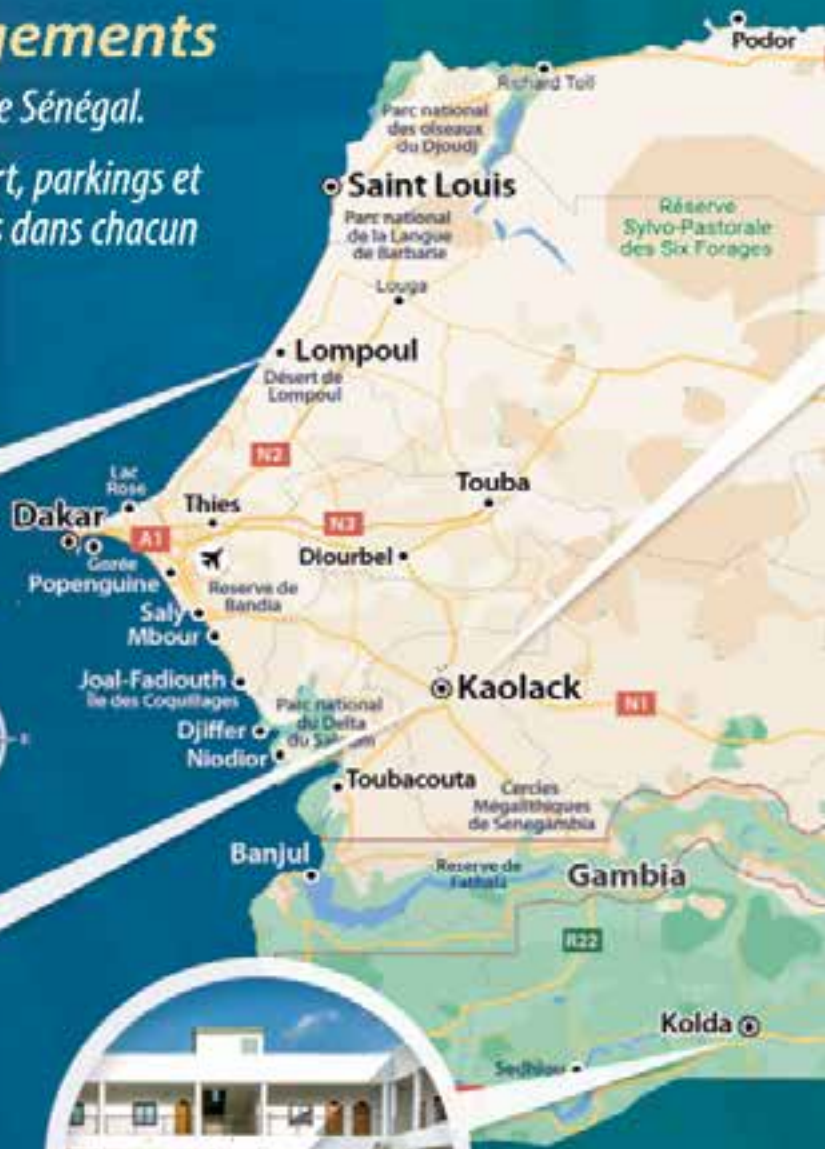 gements
e Sénégal.
rt, parkings et
s dans chacun
Podor
Richard Toll
Parc national
des oiseaux
du Djoudj
Saint Louis
Parc national
de la Langue
de Barbarie
Réserve
Sylvo-Pastorale
des Six Forages
Louga
Lompoul
Désert de
Lompoul
N2
Lac
Rose
Touba
Thies
Dakar
A1
N3
Diourbel
Gorée
Popenguine
Reserve de
Bandia
Saly
Mbour
Joal-Fadiouth
Île des Coquillages
Kaolack
N1
Parc national
du Delta
du
Djiffer
Niodior
Toubacouta
Cercles
Mégalithiques
de Senegambia
Banjul
Reserve de
Fathala
Gambia
R22
Kolda
Sedhiou